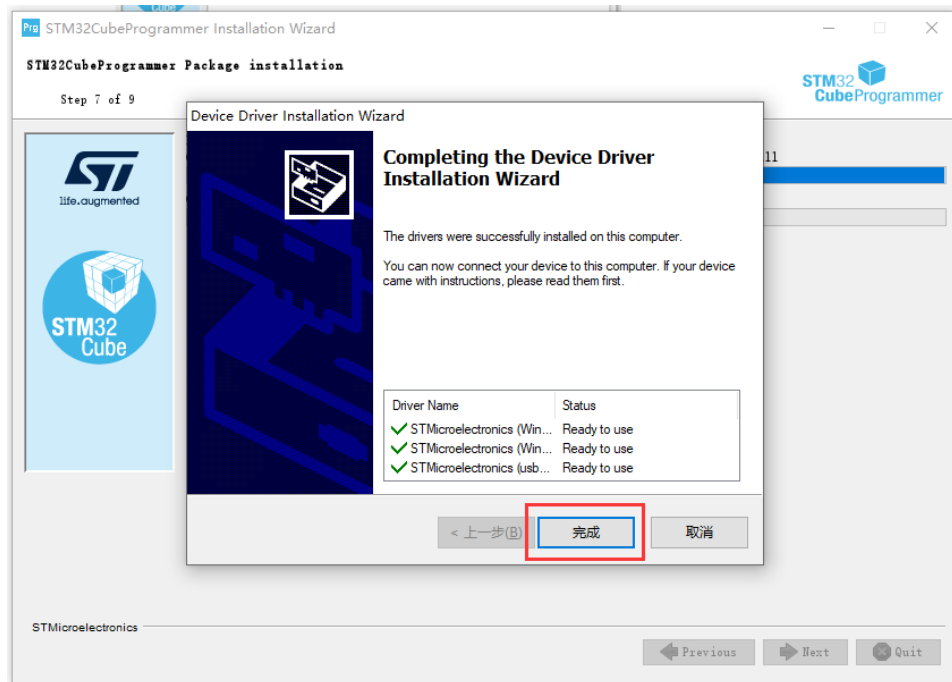 Cube
Prg STM32CubeProgrammer Installation Wizard
STM32CubeProgrammer Package installation
Step 7 of 9
STM32
CubeProgrammer
Device Driver Installation Wizard
ST
life.augmented
STM32
Cube
Completing the Device Driver
Installation Wizard
11
The drivers were successfully installed on this computer.
You can now connect your device to this computer. If your device
came with instructions, please read them first.
Driver Name Status
STMicroelectronics (Win... Ready to use
STMicroelectronics (Win... Ready to use
STMicroelectronics (usb... Ready to use
< 上一步(B) 完成 取消
STMicroelectronics
Previous Next Quit